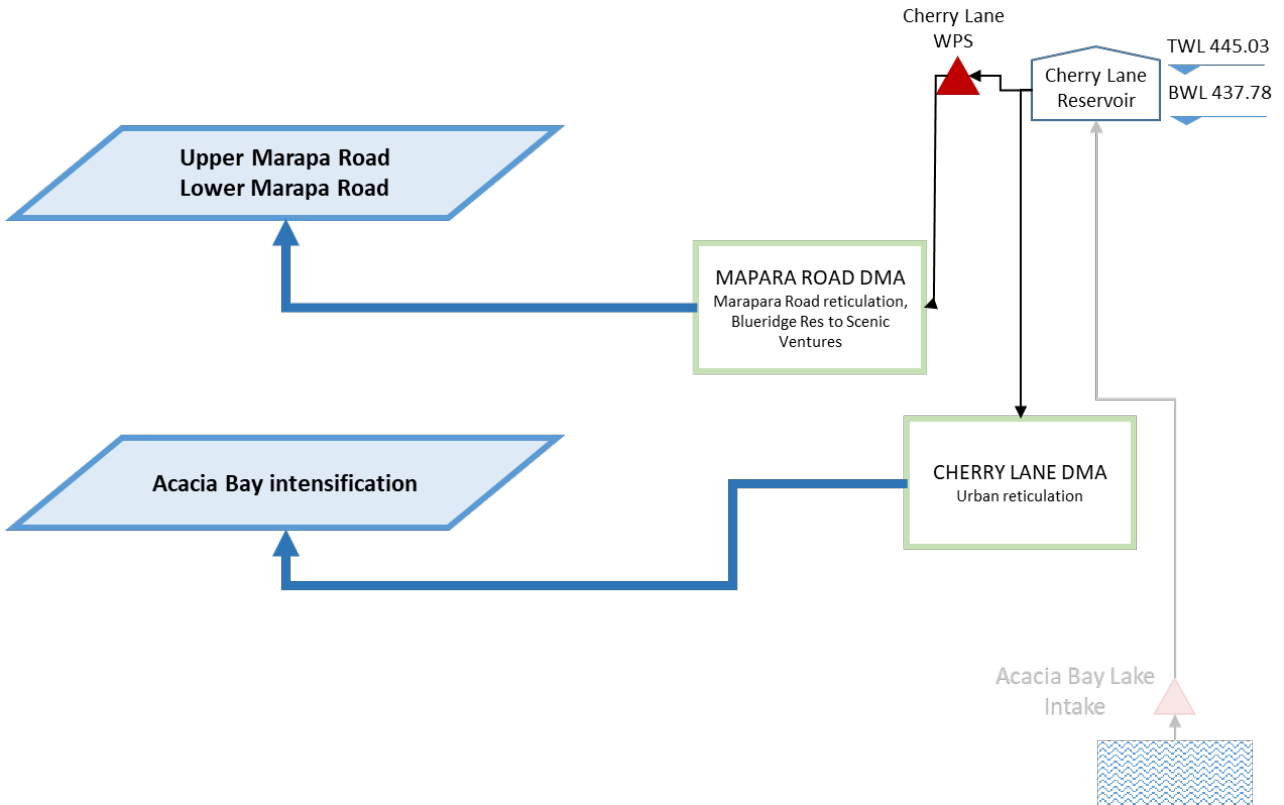 Cherry Lane
WPS
Cherry Lane
Reservoir
TWL 445.03
BWL 437.78
Upper Marapa Road
Lower Marapa Road
MAPARA ROAD DMA
Marapara Road reticulation,
Blueridge Res to Scenic
Ventures
Acacia Bay intensification
CHERRY LANE DMA
Urban reticulation
Acacia Bay Lake
Intake